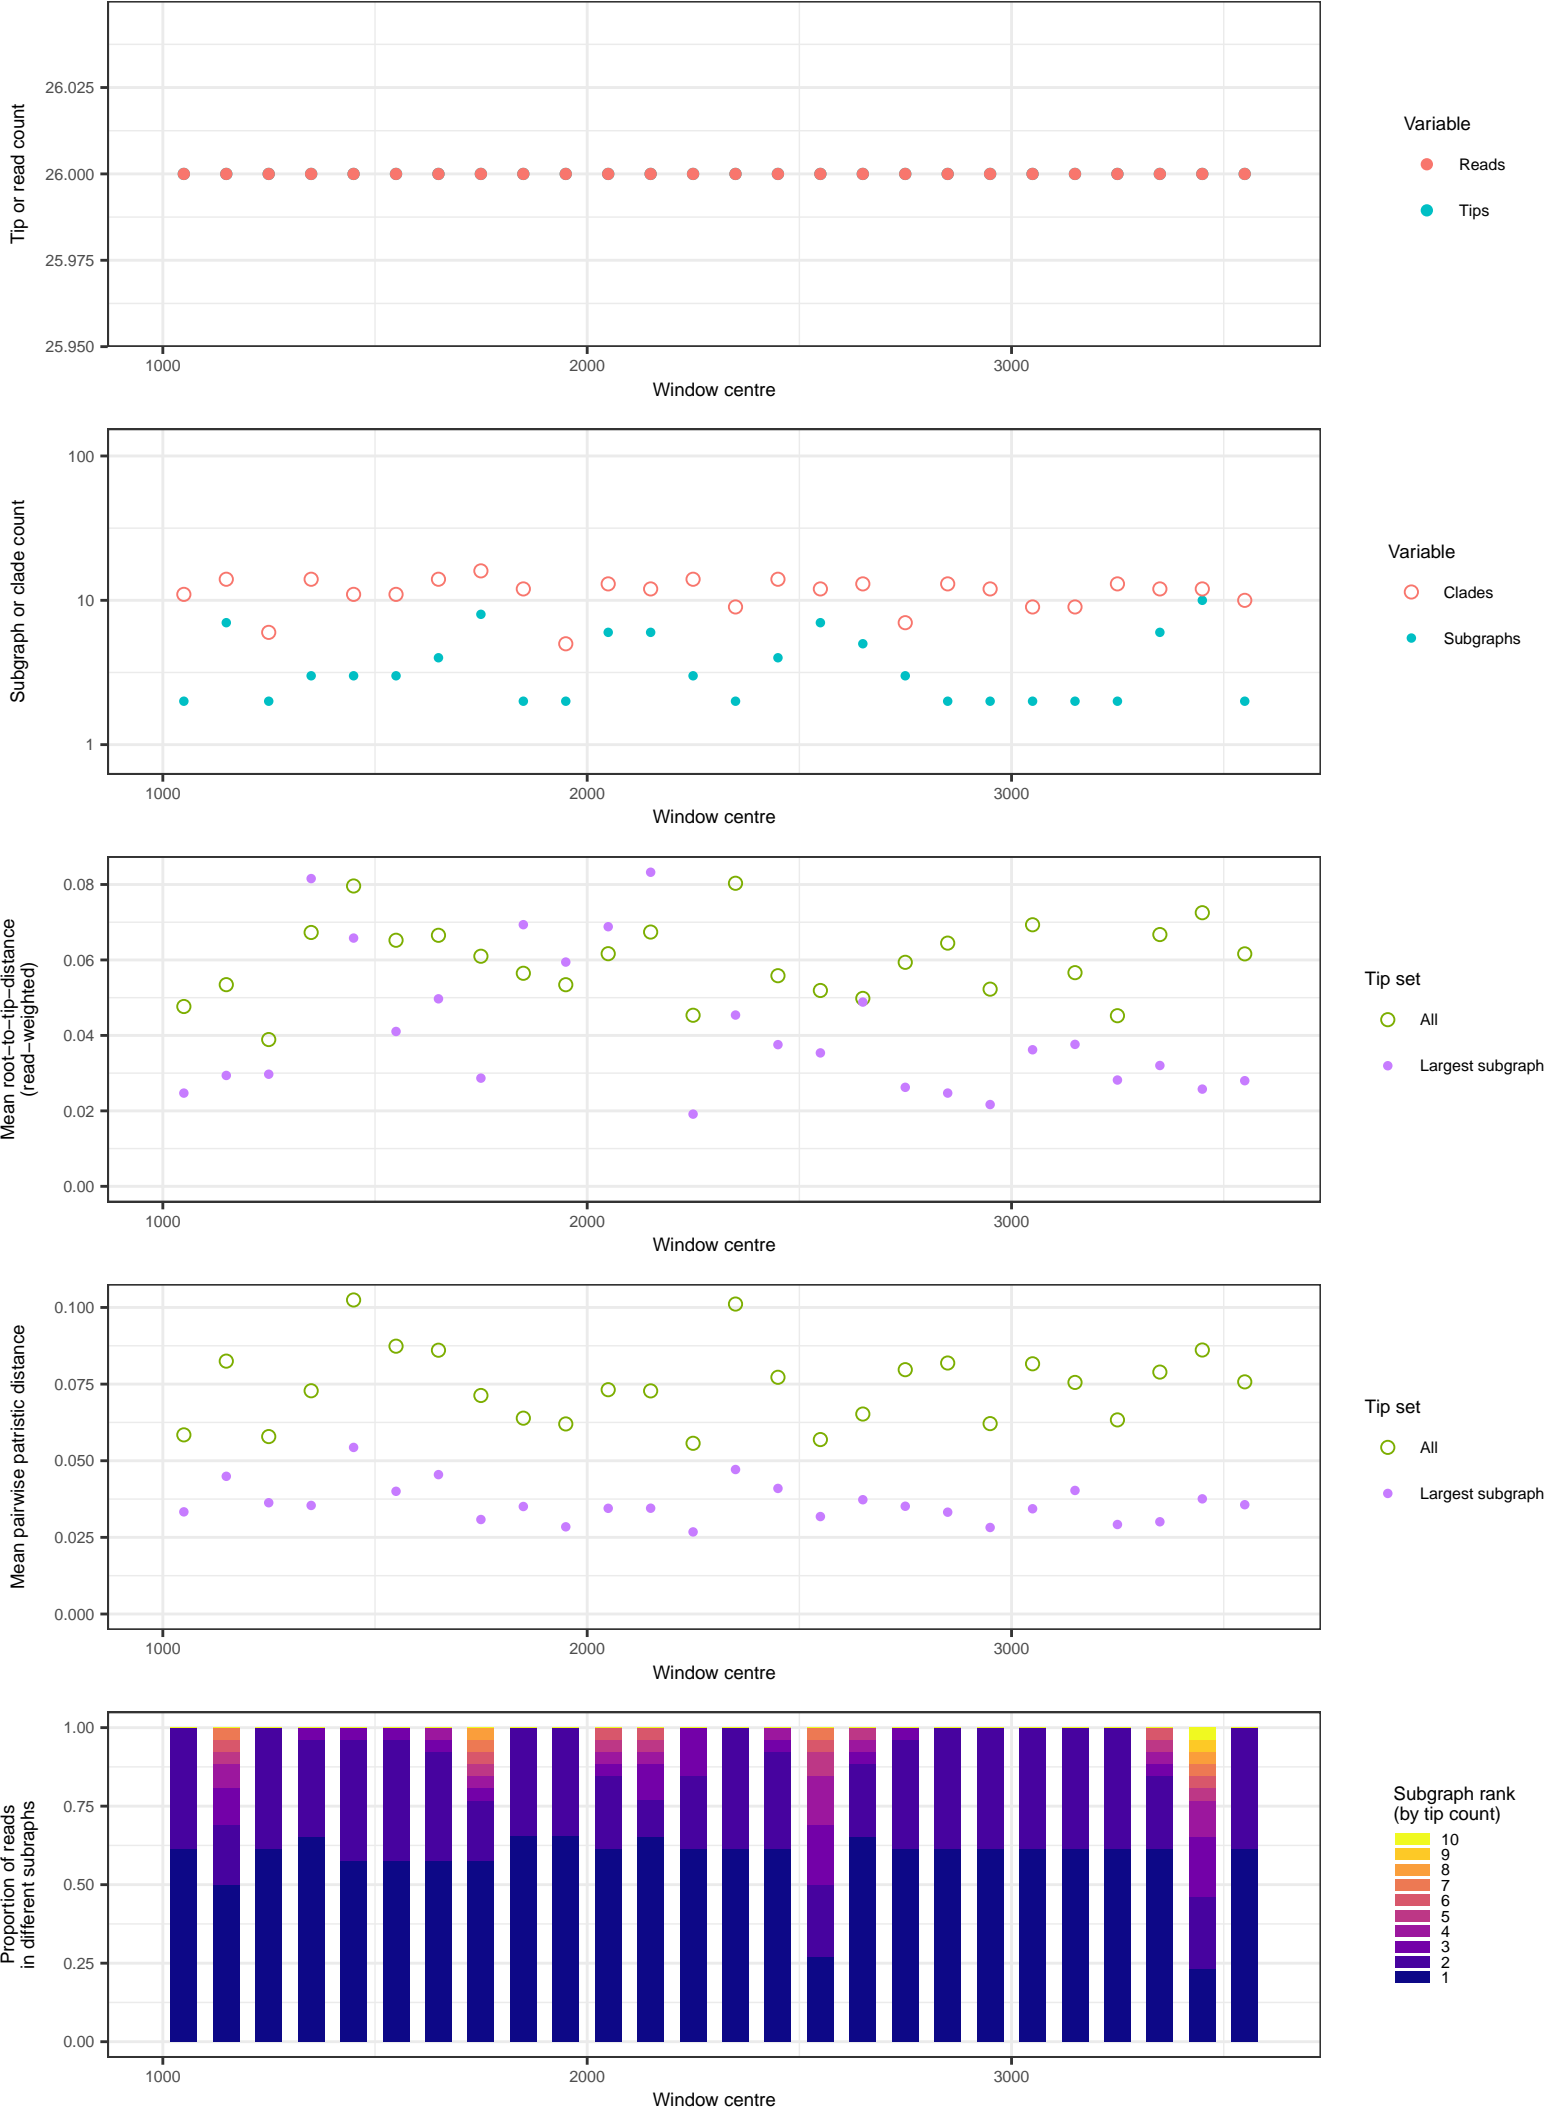 Tip or read count
26.025
26.000
25.975
25.950
1000 2000 3000
Window centre
Variable
Reads
Tips
Subgraph or clade count
100
10
1
1000 2000 3000
Window centre
Variable
Clades
Subgraphs
Mean root−to−tip−distance
(read−weighted)
0.08
0.06
0.04
0.02
0.00
1000 2000 3000
Window centre
Tip set
All
Largest subgraph
Mean pairwise patristic distance
0.100
0.075
0.050
0.025
0.000
1000 2000 3000
Window centre
Tip set
All
Largest subgraph
Proportion of reads
in different subraphs
1.00
0.75
0.50
0.25
0.00
1000 2000 3000
Window centre
Subgraph rank
(by tip count)
10
9
8
7
6
5
4
3
2
1